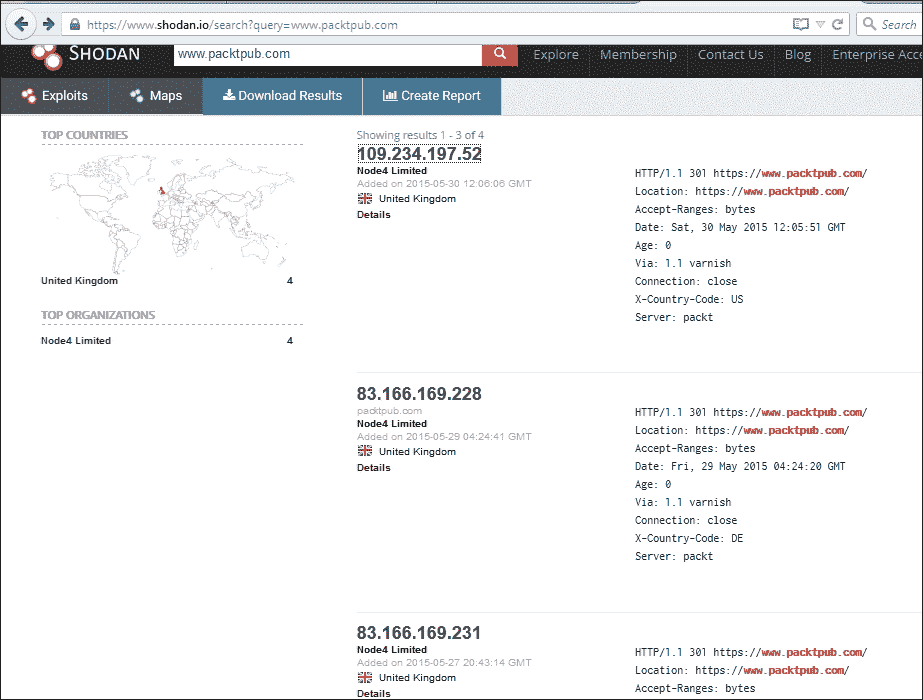 https://www.shodan.io/search?query=www.packtpub.com
Search
SHODAN
www.packtpub.com
Explore
Membership
Contact Us
Blog
Enterprise Acce
Exploits
Maps
Download Results
Create Report
TOP COUNTRIES
United Kingdom 4
TOP ORGANIZATIONS
Node4 Limited 4
Showing results 1 - 3 of 4
109.234.197.52
Node4 Limited
Added on 2015-05-30 12:06:06 GMT
United Kingdom
Details
HTTP/1.1 301 https://www.packtpub.com/
Location: https://www.packtpub.com/
Accept-Ranges: bytes
Date: Sat, 30 May 2015 12:05:51 GMT
Age: 0
Via: 1.1 varnish
Connection: close
X-Country-Code: US
Server: packt
83.166.169.228
packtpub.com
Node4 Limited
Added on 2015-05-29 04:24:41 GMT
United Kingdom
Details
HTTP/1.1 301 https://www.packtpub.com/
Location: https://www.packtpub.com/
Accept-Ranges: bytes
Date: Fri, 29 May 2015 04:24:20 GMT
Age: 0
Via: 1.1 varnish
Connection: close
X-Country-Code: DE
Server: packt
83.166.169.231
Node4 Limited
Added on 2015-05-27 20:43:14 GMT
United Kingdom
Details
HTTP/1.1 301 https://www.packtpub.com/
Location: https://www.packtpub.com/
Accept-Ranges: bytes